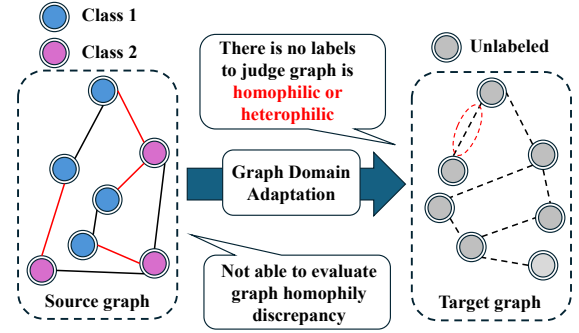 Class 1
Class 2
There is no labels
to judge graph is
homophilic or
heterophilic
Unlabeled
Graph Domain
Adaptation
Not able to evaluate
graph homophily
discrepancy
Source graph
Target graph